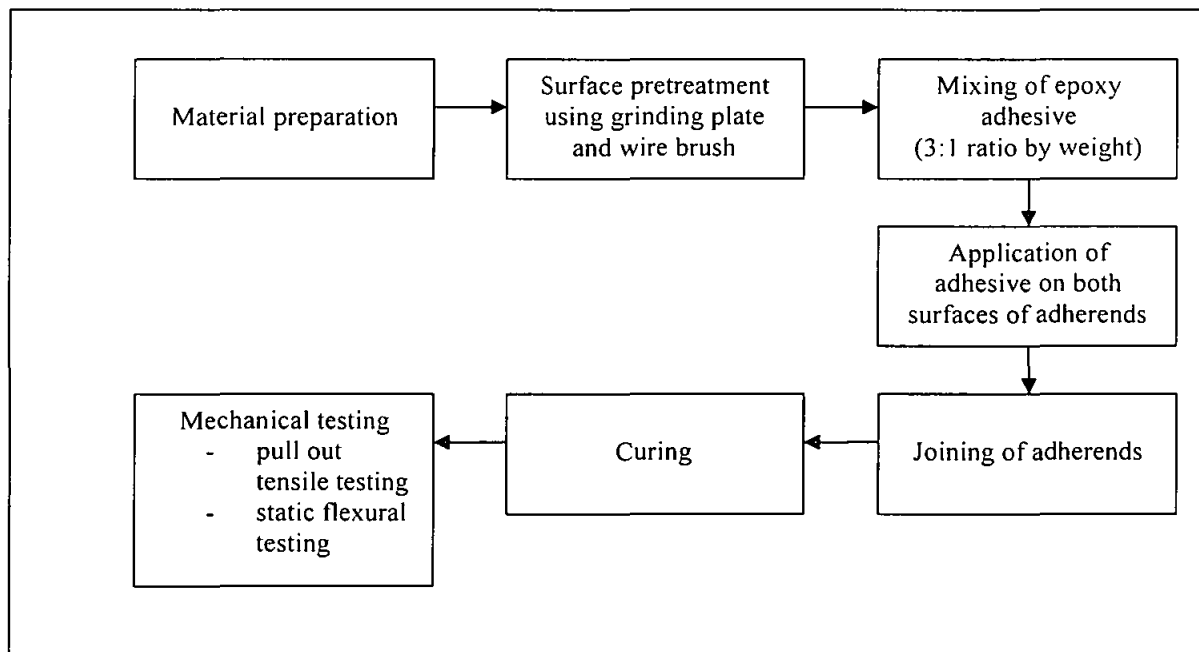 Material preparation
Surface pretreatment
using grinding plate
and wire brush
Mixing of epoxy
adhesive
(3:1 ratio by weight)
Application of
adhesive on both
surfaces of adherends
Joining of adherends
Curing
Mechanical testing
- pull out
tensile testing
- static flexural
testing